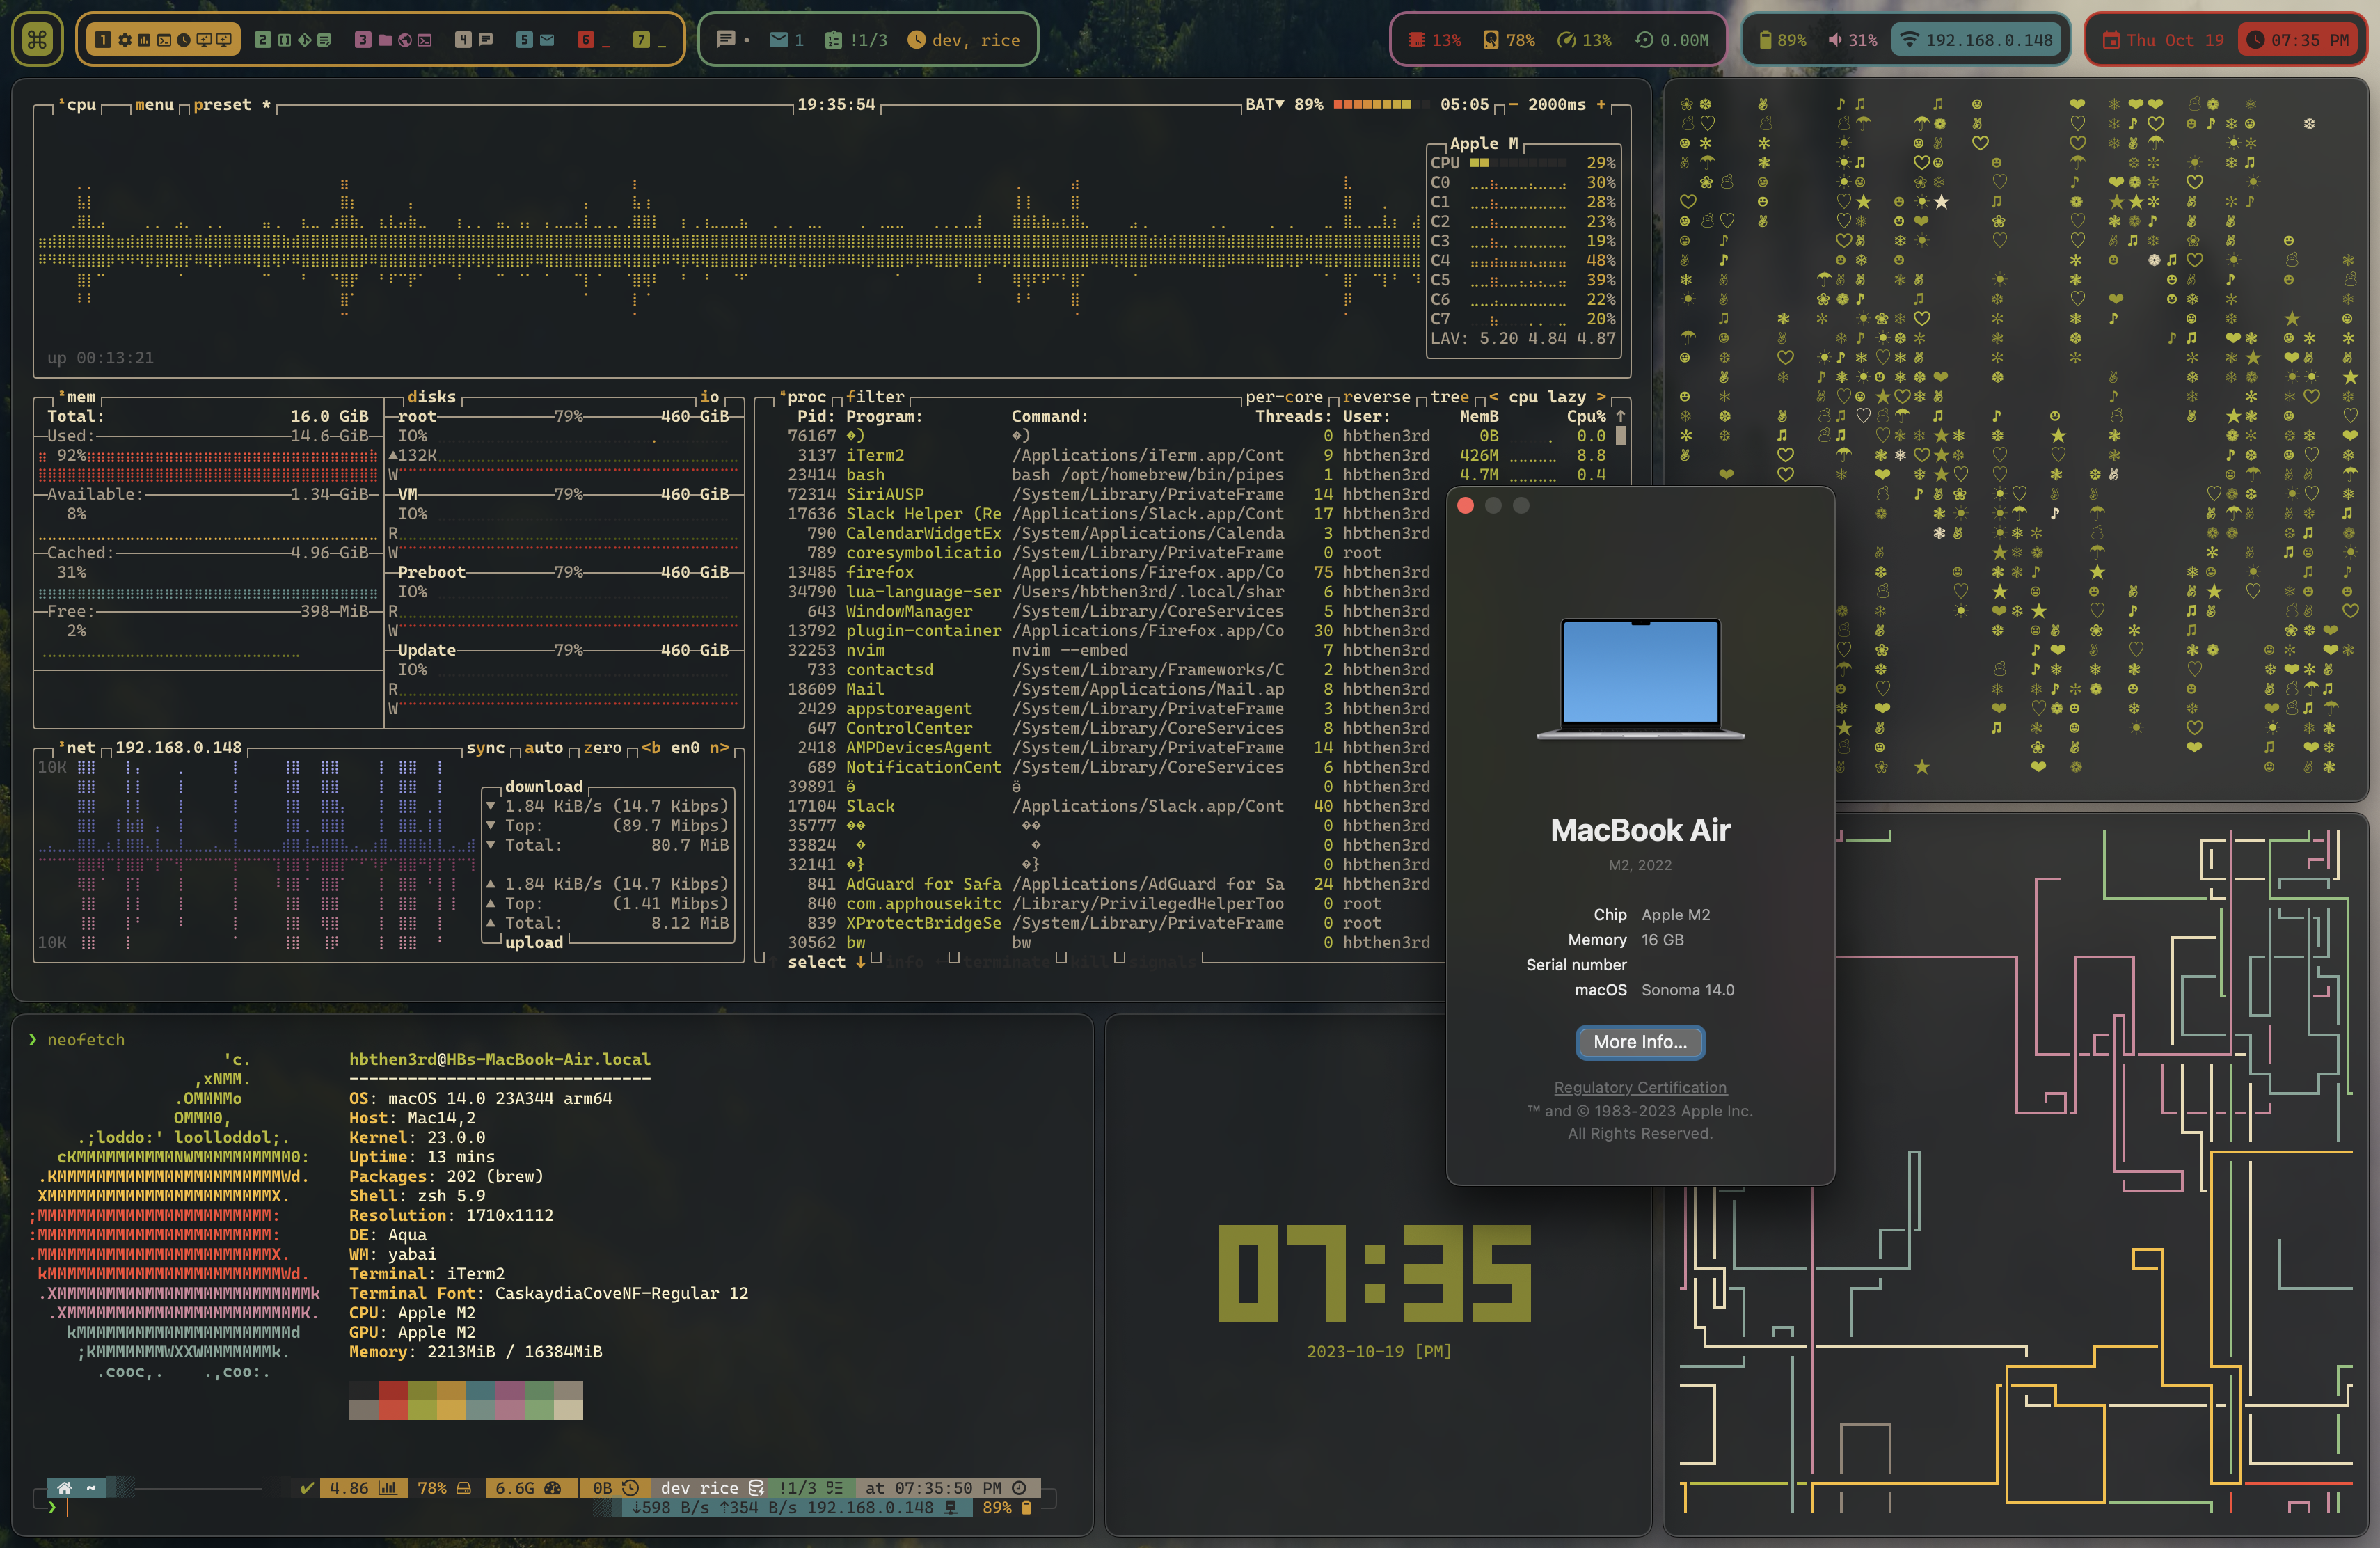 1 2 3 4 5 6 _ 7 _
1 !1/3 dev, rice
13% 78% 13% 0.00M
89% 31% 192.168.0.148
Thu Oct 19 07:35 PM
¹cpu menu preset * 19:35:54 BAT▼ 89% 05:05 - 2000ms +
Apple M
CPU 29%
C0 30%
C1 28%
C2 23%
C3 19%
C4 48%
C5 39%
C6 22%
C7 20%
LAV: 5.20 4.84 4.87
up 00:13:21
²mem
Total: 16.0 GiB
Used: 14.6 GiB
92%
Available: 1.34 GiB
8%
Cached: 4.96 GiB
31%
Free: 398 MiB
2%
disks io
root 79% 460 GiB
IO%
▲132K
W
VM 79% 460 GiB
IO%
R
W
Preboot 79% 460 GiB
IO%
R
W
Update 79% 460 GiB
IO%
R
W
³net 192.168.0.148 sync auto zero <b en0 n>
10K
download
▼ 1.84 KiB/s (14.7 Kibps)
▼ Top: (89.7 Mibps)
▼ Total: 80.7 MiB
▲ 1.84 KiB/s (14.7 Kibps)
▲ Top: (1.41 Mibps)
▲ Total: 8.12 MiB
10K
upload
⁴proc filter per-core reverse tree < cpu lazy >
Pid: Program: Command: Threads: User: MemB Cpu% ↑
76167 �) �) 0 hbthen3rd 0B 0.0
3137 iTerm2 /Applications/iTerm.app/Cont 9 hbthen3rd 426M 8.8
23414 bash bash /opt/homebrew/bin/pipes 1 hbthen3rd 4.7M 0.4
72314 SiriAUSP /System/Library/PrivateFrame 14 hbthen3rd
17636 Slack Helper (Re /Applications/Slack.app/Cont 17 hbthen3rd
790 CalendarWidgetEx /System/Applications/Calenda 3 hbthen3rd
789 coresymbolicatio /System/Library/PrivateFrame 0 root
13485 firefox /Applications/Firefox.app/Co 75 hbthen3rd
34790 lua-language-ser /Users/hbthen3rd/.local/shar 6 hbthen3rd
643 WindowManager /System/Library/CoreServices 5 hbthen3rd
13792 plugin-container /Applications/Firefox.app/Co 30 hbthen3rd
32253 nvim nvim --embed 7 hbthen3rd
733 contactsd /System/Library/Frameworks/C 2 hbthen3rd
18609 Mail /System/Applications/Mail.ap 8 hbthen3rd
2429 appstoreagent /System/Library/PrivateFrame 3 hbthen3rd
647 ControlCenter /System/Library/CoreServices 8 hbthen3rd
2418 AMPDevicesAgent /System/Library/PrivateFrame 14 hbthen3rd
689 NotificationCent /System/Library/CoreServices 6 hbthen3rd
39891 ӛ ӛ 0 hbthen3rd
17104 Slack /Applications/Slack.app/Cont 40 hbthen3rd
35777 �� �� 0 hbthen3rd
33824 � � 0 hbthen3rd
32141 �} �} 0 hbthen3rd
841 AdGuard for Safa /Applications/AdGuard for Sa 24 hbthen3rd
840 com.apphousekitc /Library/PrivilegedHelperToo 0 root
839 XProtectBridgeSe /System/Library/PrivateFrame 0 root
30562 bw bw 0 hbthen3rd
↑ select ↓ info terminate kill signals
MacBook Air
M2, 2022
Chip Apple M2
Memory 16 GB
Serial number
macOS Sonoma 14.0
More Info...
Regulatory Certification
™ and © 1983-2023 Apple Inc.
All Rights Reserved.
❯ neofetch
'c.
,xNMM.
.OMMMMo
OMMM0,
.;loddo:' loolloddol;.
cKMMMMMMMMMMNWMMMMMMMMMM0:
.KMMMMMMMMMMMMMMMMMMMMMMMWd.
XMMMMMMMMMMMMMMMMMMMMMMMX.
;MMMMMMMMMMMMMMMMMMMMMMMM:
:MMMMMMMMMMMMMMMMMMMMMMMM:
.MMMMMMMMMMMMMMMMMMMMMMMMX.
kMMMMMMMMMMMMMMMMMMMMMMMMWd.
.XMMMMMMMMMMMMMMMMMMMMMMMMMMk
.XMMMMMMMMMMMMMMMMMMMMMMMMK.
kMMMMMMMMMMMMMMMMMMMMMMd
;KMMMMMMMWXXWMMMMMMMk.
.cooc,. .,coo:.
hbthen3rd@HBs-MacBook-Air.local
-------------------------------
OS: macOS 14.0 23A344 arm64
Host: Mac14,2
Kernel: 23.0.0
Uptime: 13 mins
Packages: 202 (brew)
Shell: zsh 5.9
Resolution: 1710x1112
DE: Aqua
WM: yabai
Terminal: iTerm2
Terminal Font: CaskaydiaCoveNF-Regular 12
CPU: Apple M2
GPU: Apple M2
Memory: 2213MiB / 16384MiB
~ ✔ 4.86 78% 6.6G 0B dev rice !1/3 at 07:35:50 PM
❯ ↓598 B/s ↑354 B/s 192.168.0.148 89%
07:35
2023-10-19 [PM]